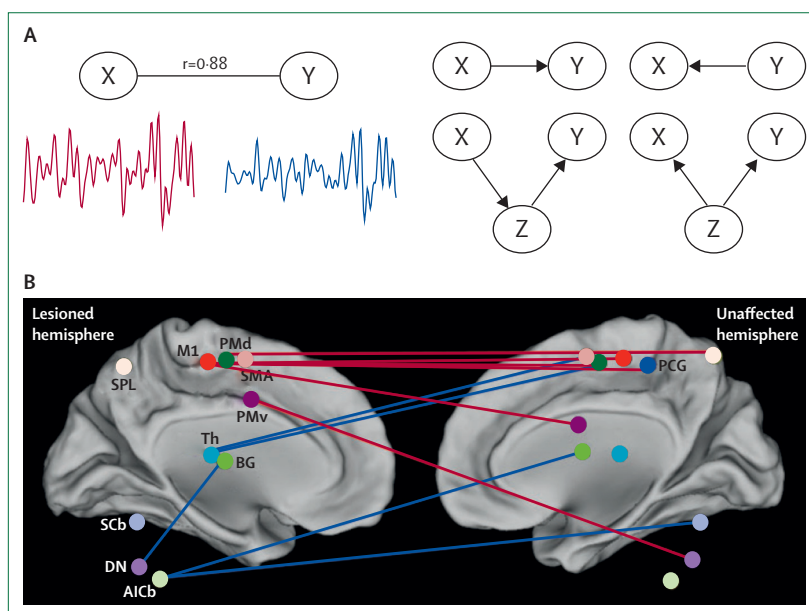 A
X
r=0·88
Y
X
Y
X
Y
X
Y
X
Y
Z
Z
B
Lesioned
hemisphere
Unaffected
hemisphere
M1
PMd
SMA
SPL
PMv
Th
BG
SCb
DN
AICb
PCG